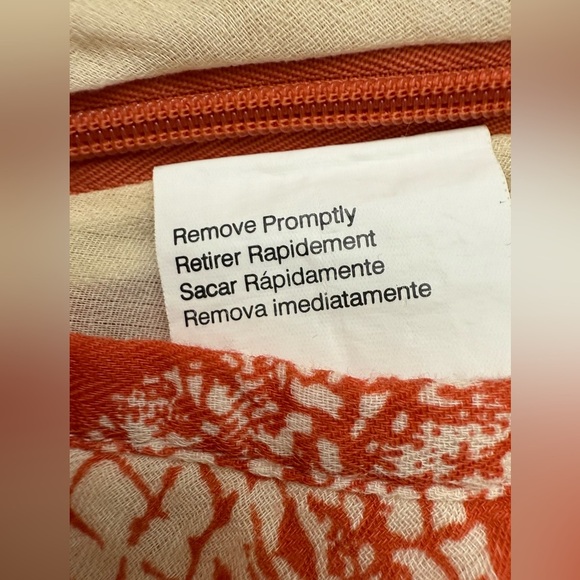 Remove Promptly
Retirer Rapidement
Sacar Rápidamente
Remova imediatamente